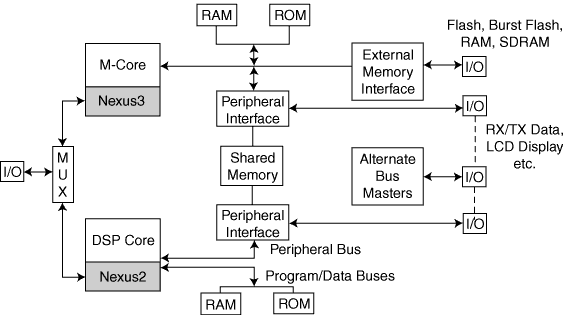 RAM
ROM
Flash, Burst Flash,
RAM, SDRAM
M-Core
Nexus3
External
Memory
Interface
I/O
Peripheral
Interface
I/O
RX/TX Data,
LCD Display
etc.
I/O
MUX
Shared
Memory
Alternate
Bus
Masters
I/O
Peripheral
Interface
I/O
DSP Core
Nexus2
Peripheral Bus
Program/Data Buses
RAM
ROM